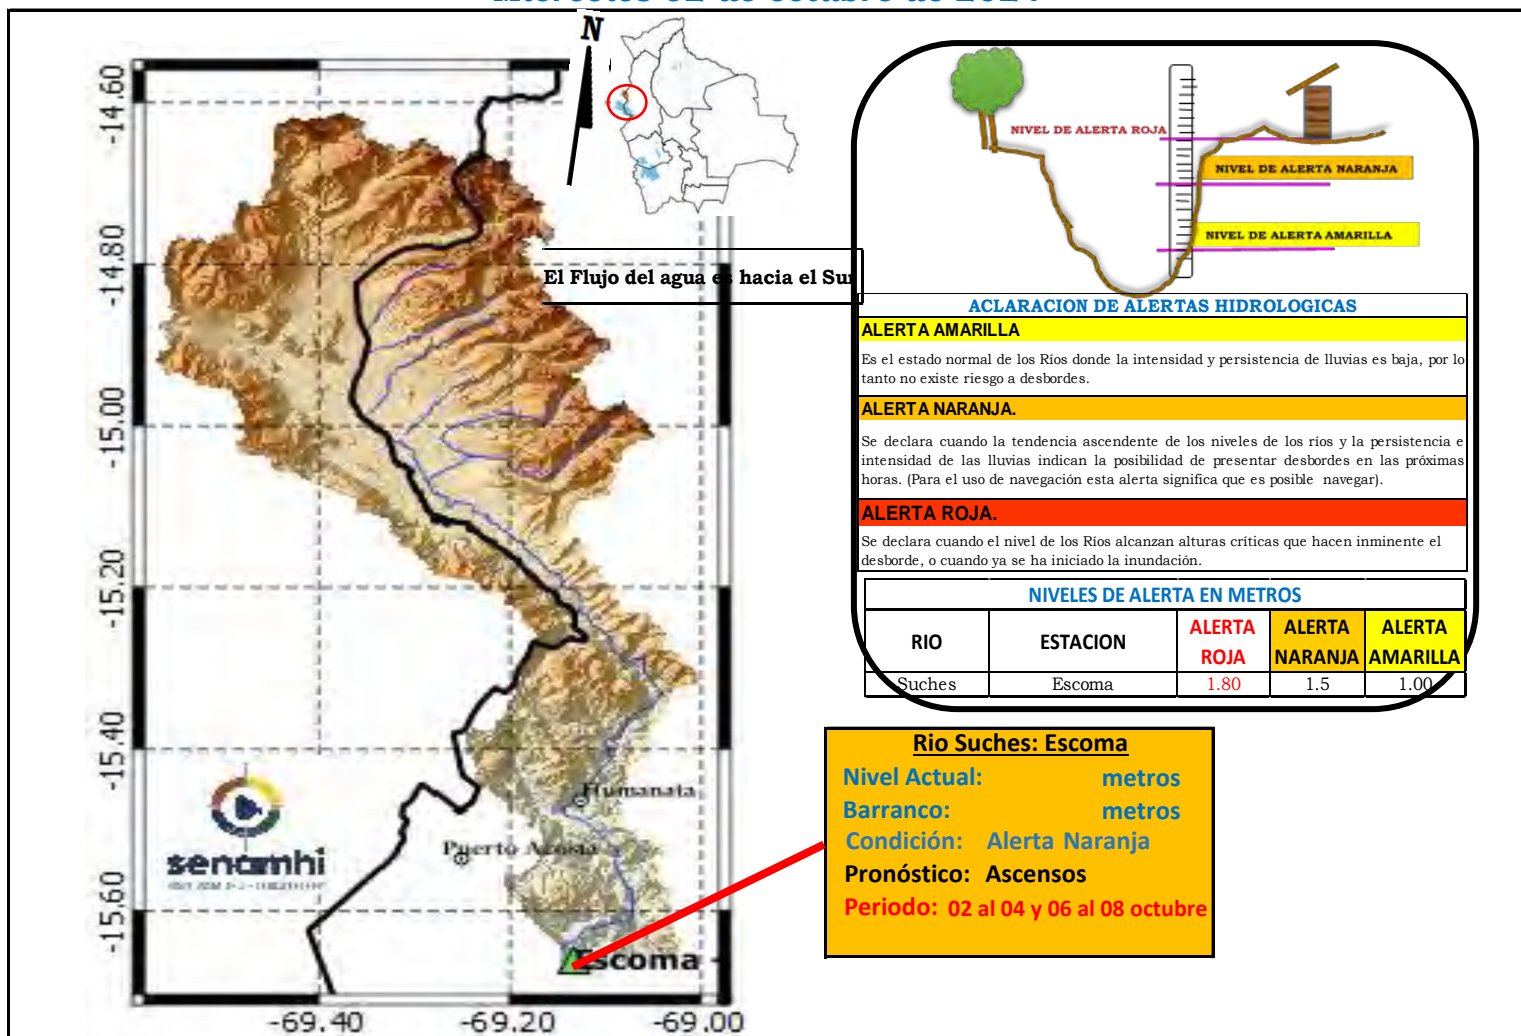 N
NIVEL DE ALERTA ROJA
NIVEL DE ALERTA NARANJA
NIVEL DE ALERTA AMARILLA
El Flujo del agua es hacia el Sur
ACLARACION DE ALERTAS HIDROLOGICAS
ALERTA AMARILLA
Es el estado normal de los Ríos donde la intensidad y persistencia de lluvias es baja, por lo
tanto no existe riesgo a desbordes.
ALERTA NARANJA.
Se declara cuando la tendencia ascendente de los niveles de los ríos y la persistencia e
intensidad de las lluvias indican la posibilidad de presentar desbordes en las próximas
horas. (Para el uso de navegación esta alerta significa que es posible navegar).
ALERTA ROJA.
Se declara cuando el nivel de los Ríos alcanzan alturas críticas que hacen inminente el
desborde, o cuando ya se ha iniciado la inundación.
NIVELES DE ALERTA EN METROS
RIO ESTACION ALERTA ROJA ALERTA NARANJA ALERTA AMARILLA
Suches Escoma 1.80 1.5 1.00
Rio Suches: Escoma
Nivel Actual: metros
Barranco: metros
Condición: Alerta Naranja
Pronóstico: Ascensos
Periodo: 02 al 04 y 06 al 08 octubre
-14.60
-14.80
-15.00
-15.20
-15.40
-15.60
Humanata
Puerto Acosta
Escoma
senamhi
-69.40 -69.20 -69.00